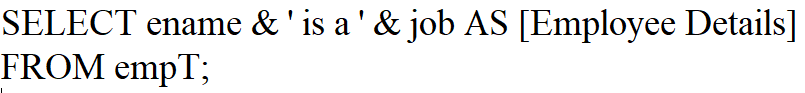 SELECT ename & ' is a ' & job AS [Employee Details]
FROM empT;